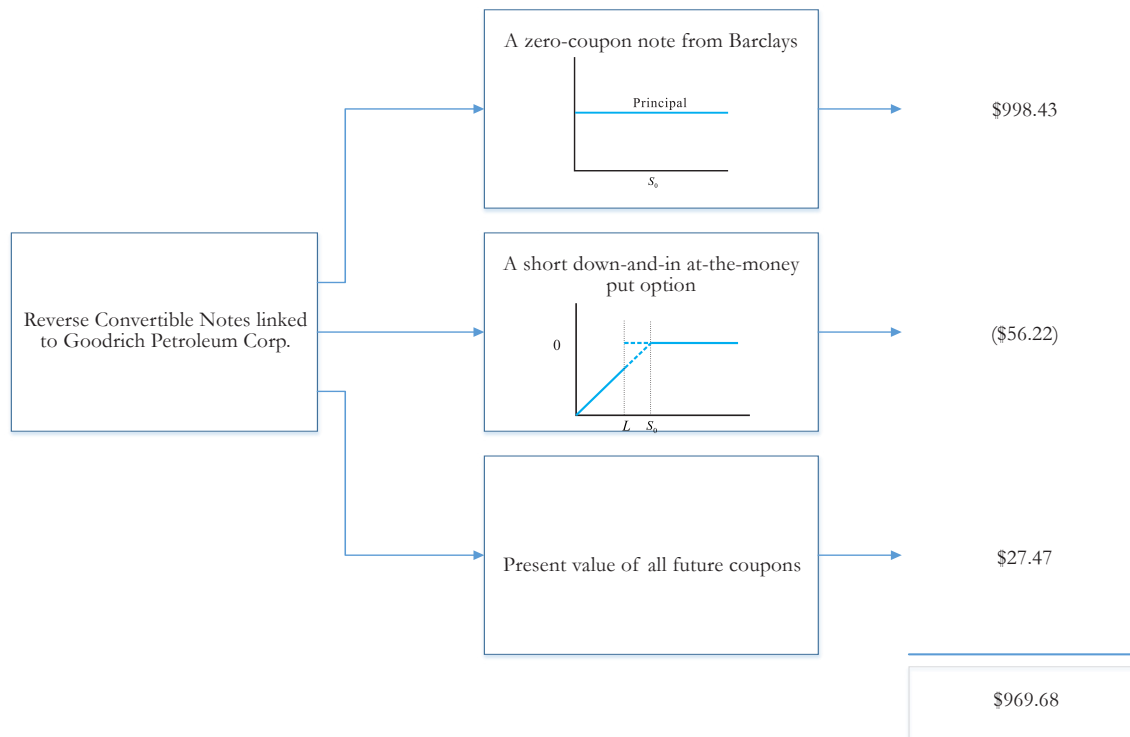 A zero-coupon note from Barclays
Principal
S₀
$998.43
Reverse Convertible Notes linked
to Goodrich Petroleum Corp.
A short down-and-in at-the-money
put option
0
L S₀
($56.22)
Present value of all future coupons
$27.47
$969.68